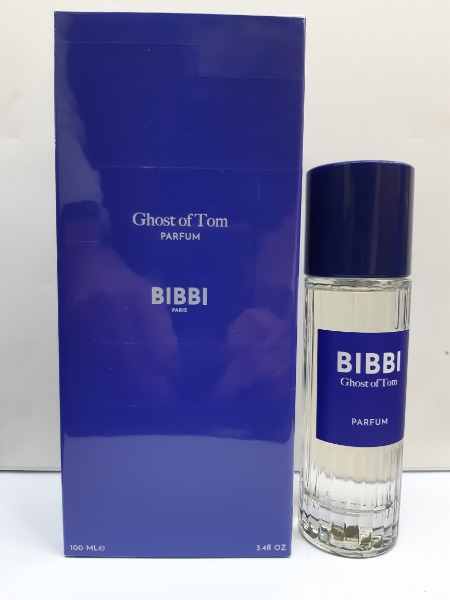 Ghost of Tom
PARFUM
BIBBI
PARIS
100 ML℮
3.4fl OZ
BIBBI
Ghost of Tom
PARFUM